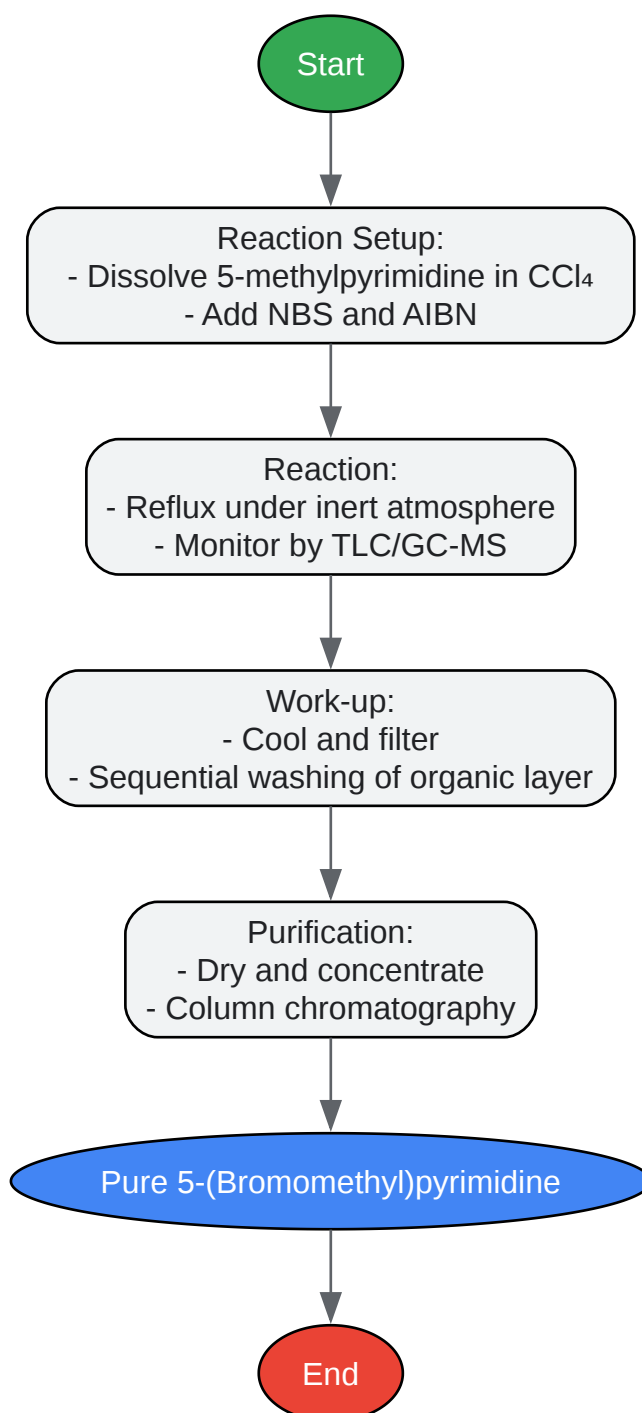 Start
Reaction Setup:
- Dissolve 5-methylpyrimidine in CCl₄
- Add NBS and AIBN
Reaction:
- Reflux under inert atmosphere
- Monitor by TLC/GC-MS
Work-up:
- Cool and filter
- Sequential washing of organic layer
Purification:
- Dry and concentrate
- Column chromatography
Pure 5-(Bromomethyl)pyrimidine
End